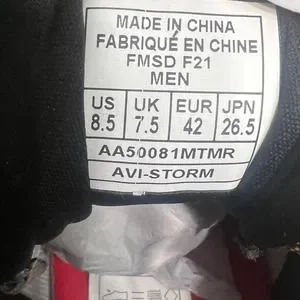 MADE IN CHINA
FABRIQUÉ EN CHINE
FMSD F21
MEN
US UK EUR JPN
8.5 7.5 42 26.5
AA50081MTMR
AVI-STORM